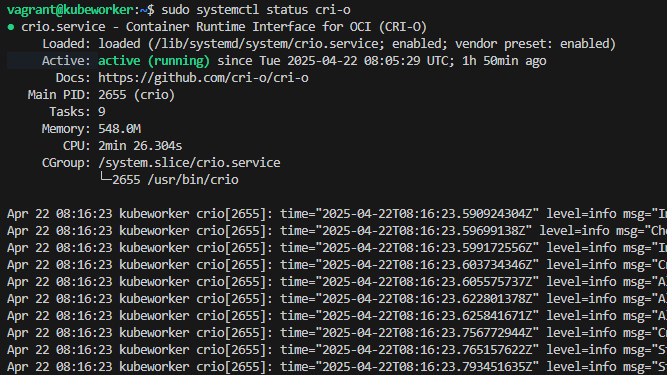 vagrant@kubeworker:~$ sudo systemctl status cri-o
● crio.service - Container Runtime Interface for OCI (CRI-O)
Loaded: loaded (/lib/systemd/system/crio.service; enabled; vendor preset: enabled)
Active: active (running) since Tue 2025-04-22 08:05:29 UTC; 1h 50min ago
Docs: https://github.com/cri-o/cri-o
Main PID: 2655 (crio)
Tasks: 9
Memory: 548.0M
CPU: 2min 26.304s
CGroup: /system.slice/crio.service
└─2655 /usr/bin/crio
Apr 22 08:16:23 kubeworker crio[2655]: time="2025-04-22T08:16:23.590924304Z" level=info msg="I
Apr 22 08:16:23 kubeworker crio[2655]: time="2025-04-22T08:16:23.59699138Z" level=info msg="Che
Apr 22 08:16:23 kubeworker crio[2655]: time="2025-04-22T08:16:23.599172556Z" level=info msg="I
Apr 22 08:16:23 kubeworker crio[2655]: time="2025-04-22T08:16:23.603734346Z" level=info msg="C
Apr 22 08:16:23 kubeworker crio[2655]: time="2025-04-22T08:16:23.605575737Z" level=info msg="A
Apr 22 08:16:23 kubeworker crio[2655]: time="2025-04-22T08:16:23.622801378Z" level=info msg="A
Apr 22 08:16:23 kubeworker crio[2655]: time="2025-04-22T08:16:23.625841671Z" level=info msg="A
Apr 22 08:16:23 kubeworker crio[2655]: time="2025-04-22T08:16:23.756772944Z" level=info msg="C
Apr 22 08:16:23 kubeworker crio[2655]: time="2025-04-22T08:16:23.765157622Z" level=info msg="S
Apr 22 08:16:23 kubeworker crio[2655]: time="2025-04-22T08:16:23.793451635Z" level=info msg="S